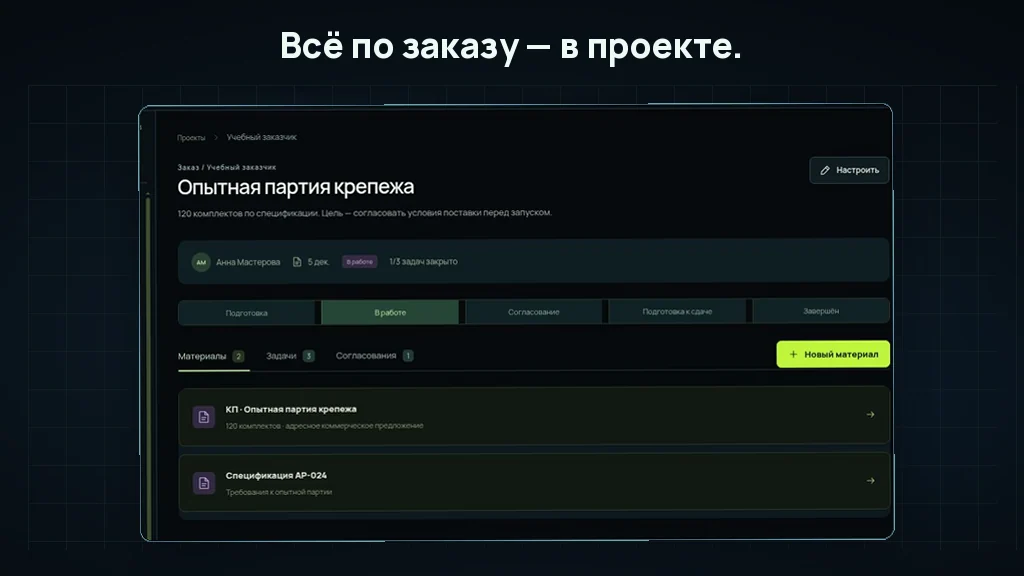 Всё по заказу — в проекте.
Проекты > Учебный заказчик
Заказ / Учебный заказчик
Опытная партия крепежа
Настроить
120 комплектов по спецификации. Цель — согласовать условия поставки перед запуском.
АМ Анна Мастерова 5 дек. В работе 1/3 задач закрыто
Подготовка В работе Согласование Подготовка к сдаче Завершён
Материалы 2 Задачи 3 Согласования 1
+ Новый материал
КП · Опытная партия крепежа
120 комплектов · адресное коммерческое предложение
Спецификация АР-024
Требования к опытной партии